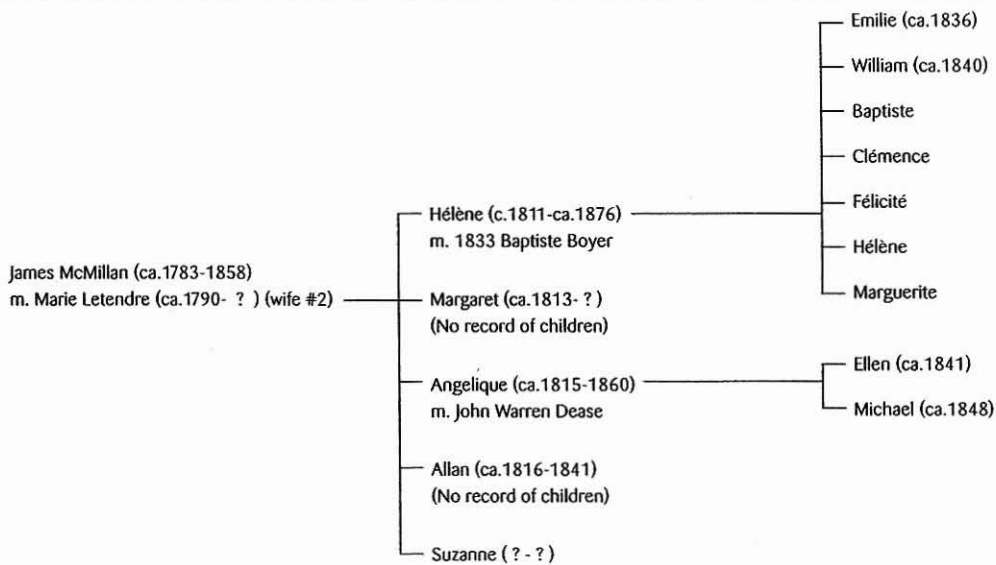 James McMillan (ca.1783-1858)
m. Marie Letendre (ca.1790- ? ) (wife #2)
Hélène (c.1811-ca.1876)
m. 1833 Baptiste Boyer
Emilie (ca.1836)
William (ca.1840)
Baptiste
Clémence
Félicité
Hélène
Marguerite
Margaret (ca.1813- ? )
(No record of children)
Angelique (ca.1815-1860)
m. John Warren Dease
Ellen (ca.1841)
Michael (ca.1848)
Allan (ca.1816-1841)
(No record of children)
Suzanne ( ? - ? )